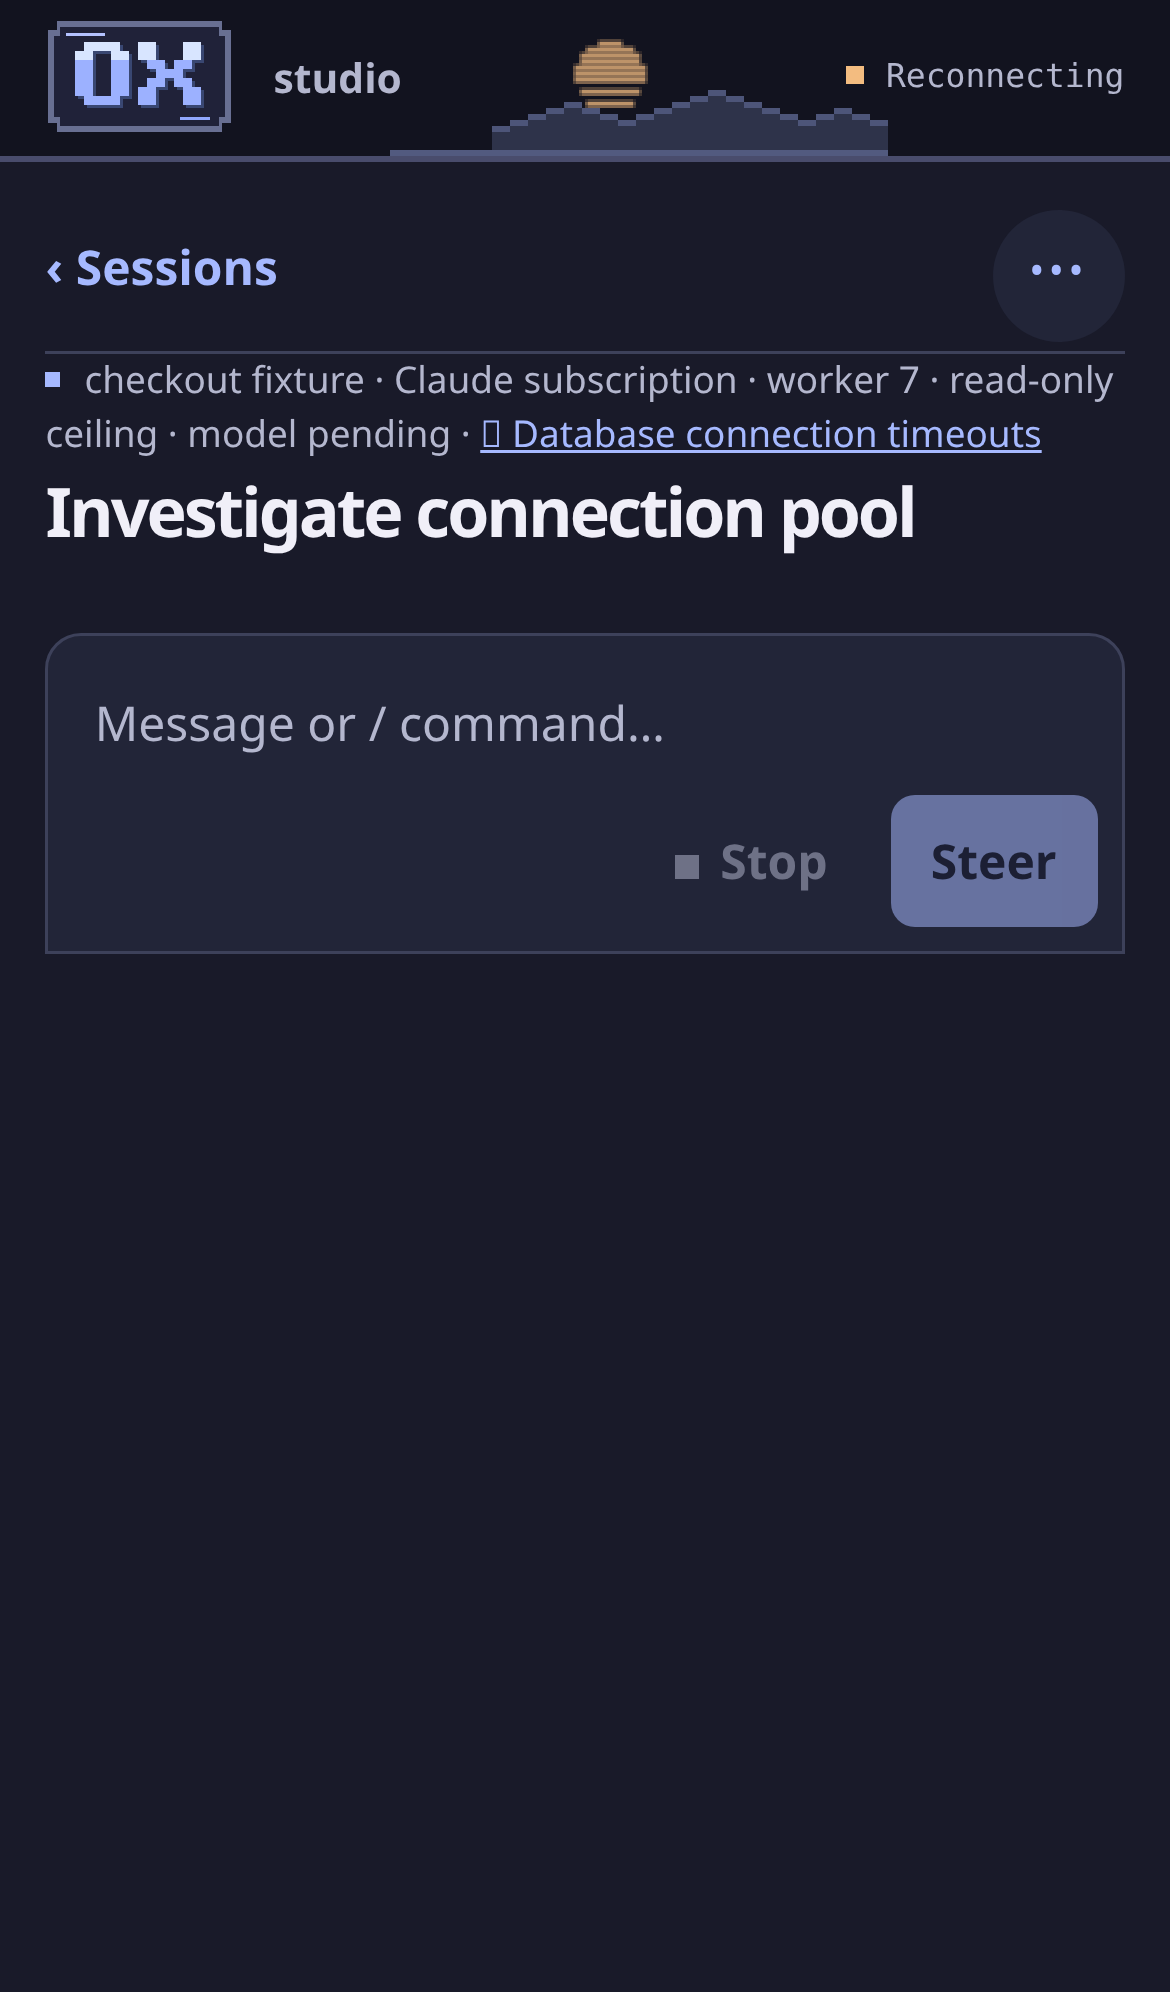 OX studio Reconnecting
‹ Sessions ...
checkout fixture · Claude subscription · worker 7 · read-only
ceiling · model pending · Database connection timeouts
Investigate connection pool
Message or / command...
Stop Steer